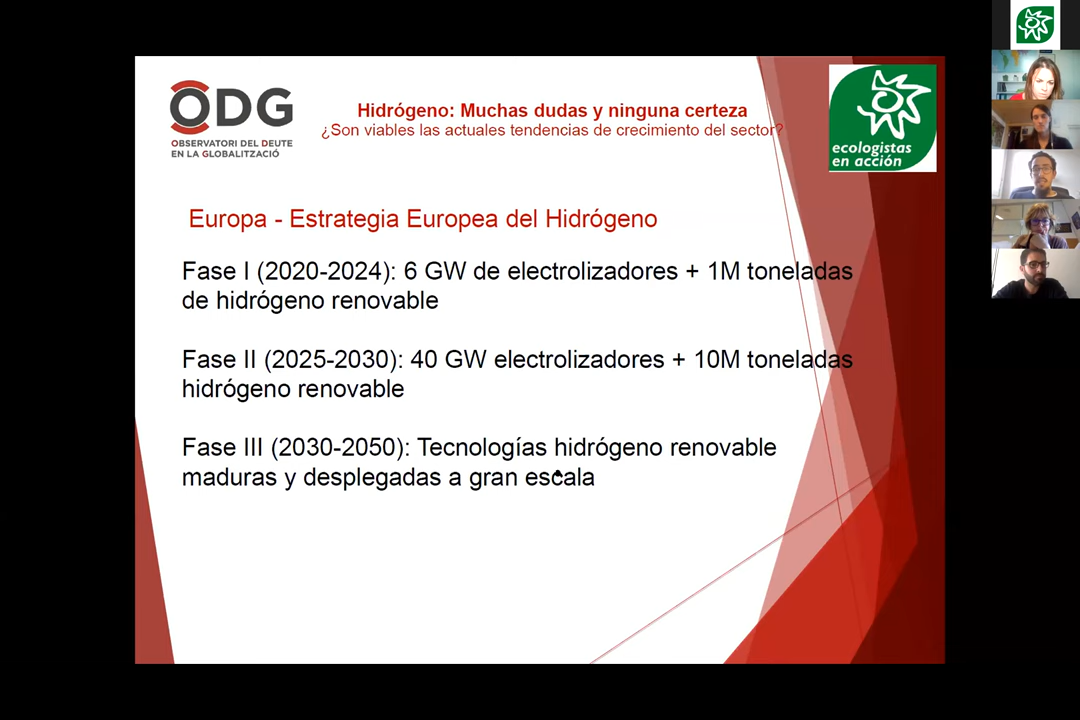 ODG
OBSERVATORI DEL DEUTE
EN LA GLOBALITZACIÓ
Hidrógeno: Muchas dudas y ninguna certeza
¿Son viables las actuales tendencias de crecimiento del sector?
ecologistas
en acción
Europa - Estrategia Europea del Hidrógeno
Fase I (2020-2024): 6 GW de electrolizadores + 1M toneladas
de hidrógeno renovable
Fase II (2025-2030): 40 GW electrolizadores + 10M toneladas
hidrógeno renovable
Fase III (2030-2050): Tecnologías hidrógeno renovable
maduras y desplegadas a gran escala